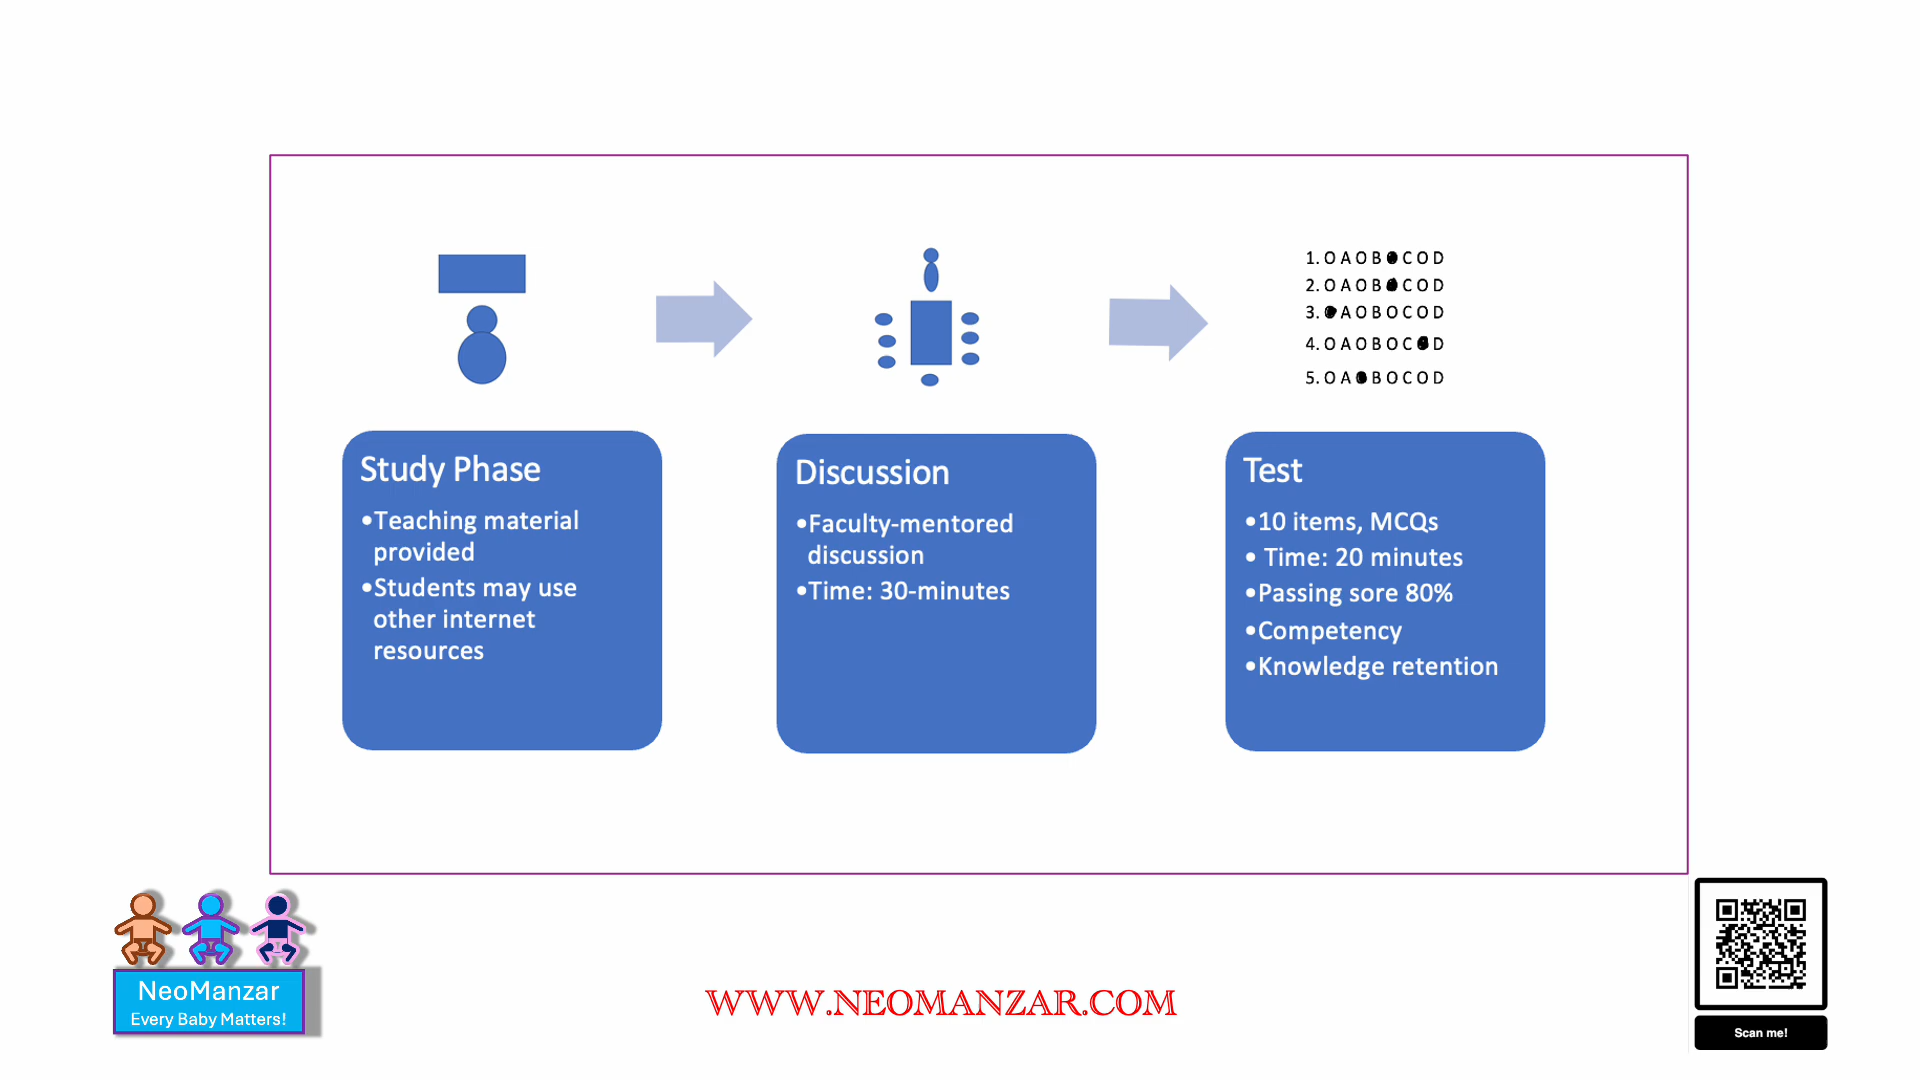 1. O A O B ● C O D
2. O A O B ● C O D
3. ● A O B O C O D
4. O A O B O C ● D
5. O A ● B O C O D
Study Phase
•Teaching material
provided
•Students may use
other internet
resources
Discussion
•Faculty-mentored
discussion
•Time: 30-minutes
Test
•10 items, MCQs
• Time: 20 minutes
•Passing sore 80%
•Competency
•Knowledge retention
NeoManzar
Every Baby Matters!
WWW.NEOMANZAR.COM
Scan me!